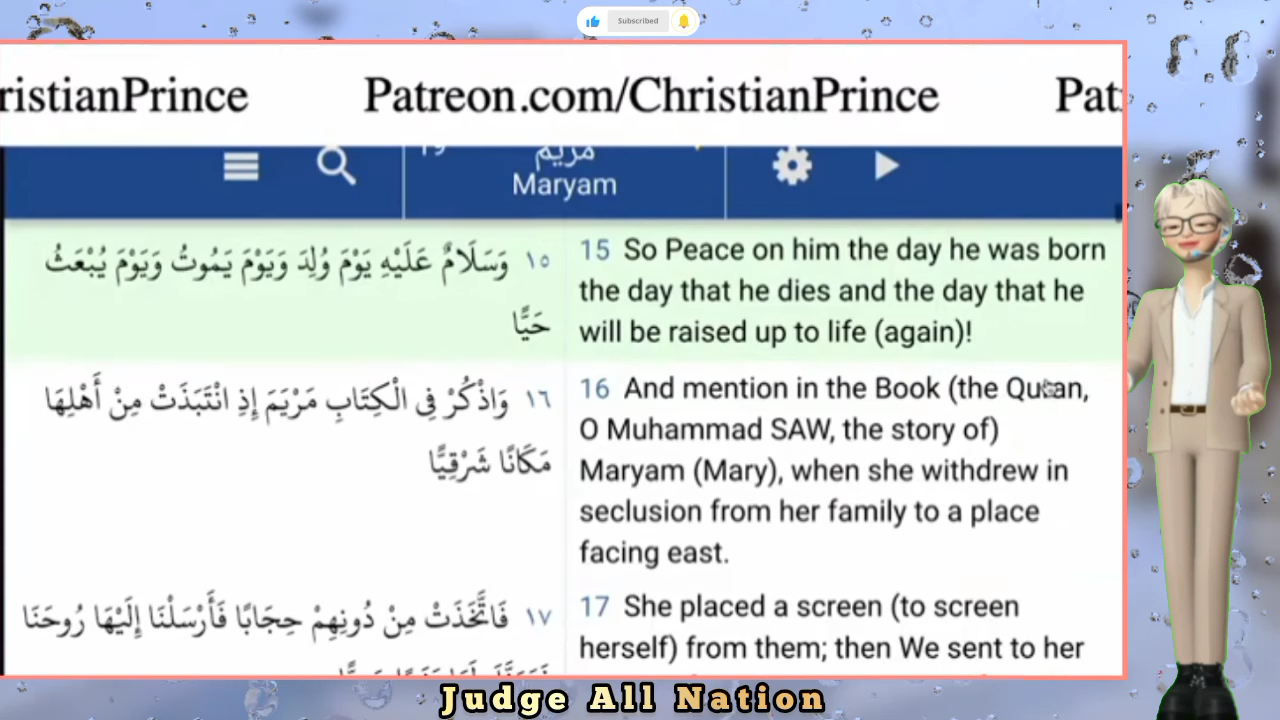 Subscribed
ristianPrince Patreon.com/ChristianPrince Pat
١٩ مريم
Maryam
١٥ وَسَلَامٌ عَلَيْهِ يَوْمَ وُلِدَ وَيَوْمَ يَمُوتُ وَيَوْمَ يُبْعَثُ
حَيًّا
15 So Peace on him the day he was born
the day that he dies and the day that he
will be raised up to life (again)!
١٦ وَاذْكُرْ فِي الْكِتَابِ مَرْيَمَ إِذِ انْتَبَذَتْ مِنْ أَهْلِهَا
مَكَانًا شَرْقِيًّا
16 And mention in the Book (the Quran,
O Muhammad SAW, the story of)
Maryam (Mary), when she withdrew in
seclusion from her family to a place
facing east.
١٧ فَاتَّخَذَتْ مِنْ دُونِهِمْ حِجَابًا فَأَرْسَلْنَا إِلَيْهَا رُوحَنَا
17 She placed a screen (to screen
herself) from them; then We sent to her
Judge All Nation